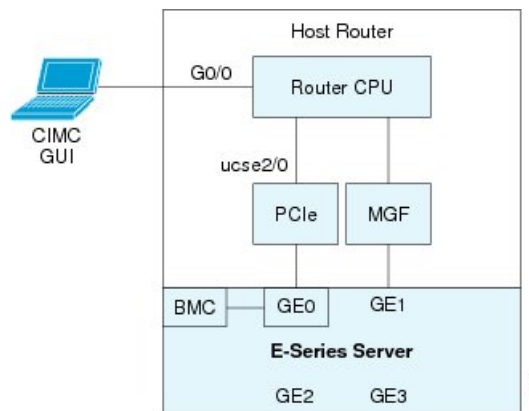 Host Router
G0/0
Router CPU
CIMC
GUI
ucse2/0
PCIe
MGF
BMC
GE0
GE1
E-Series Server
GE2
GE3